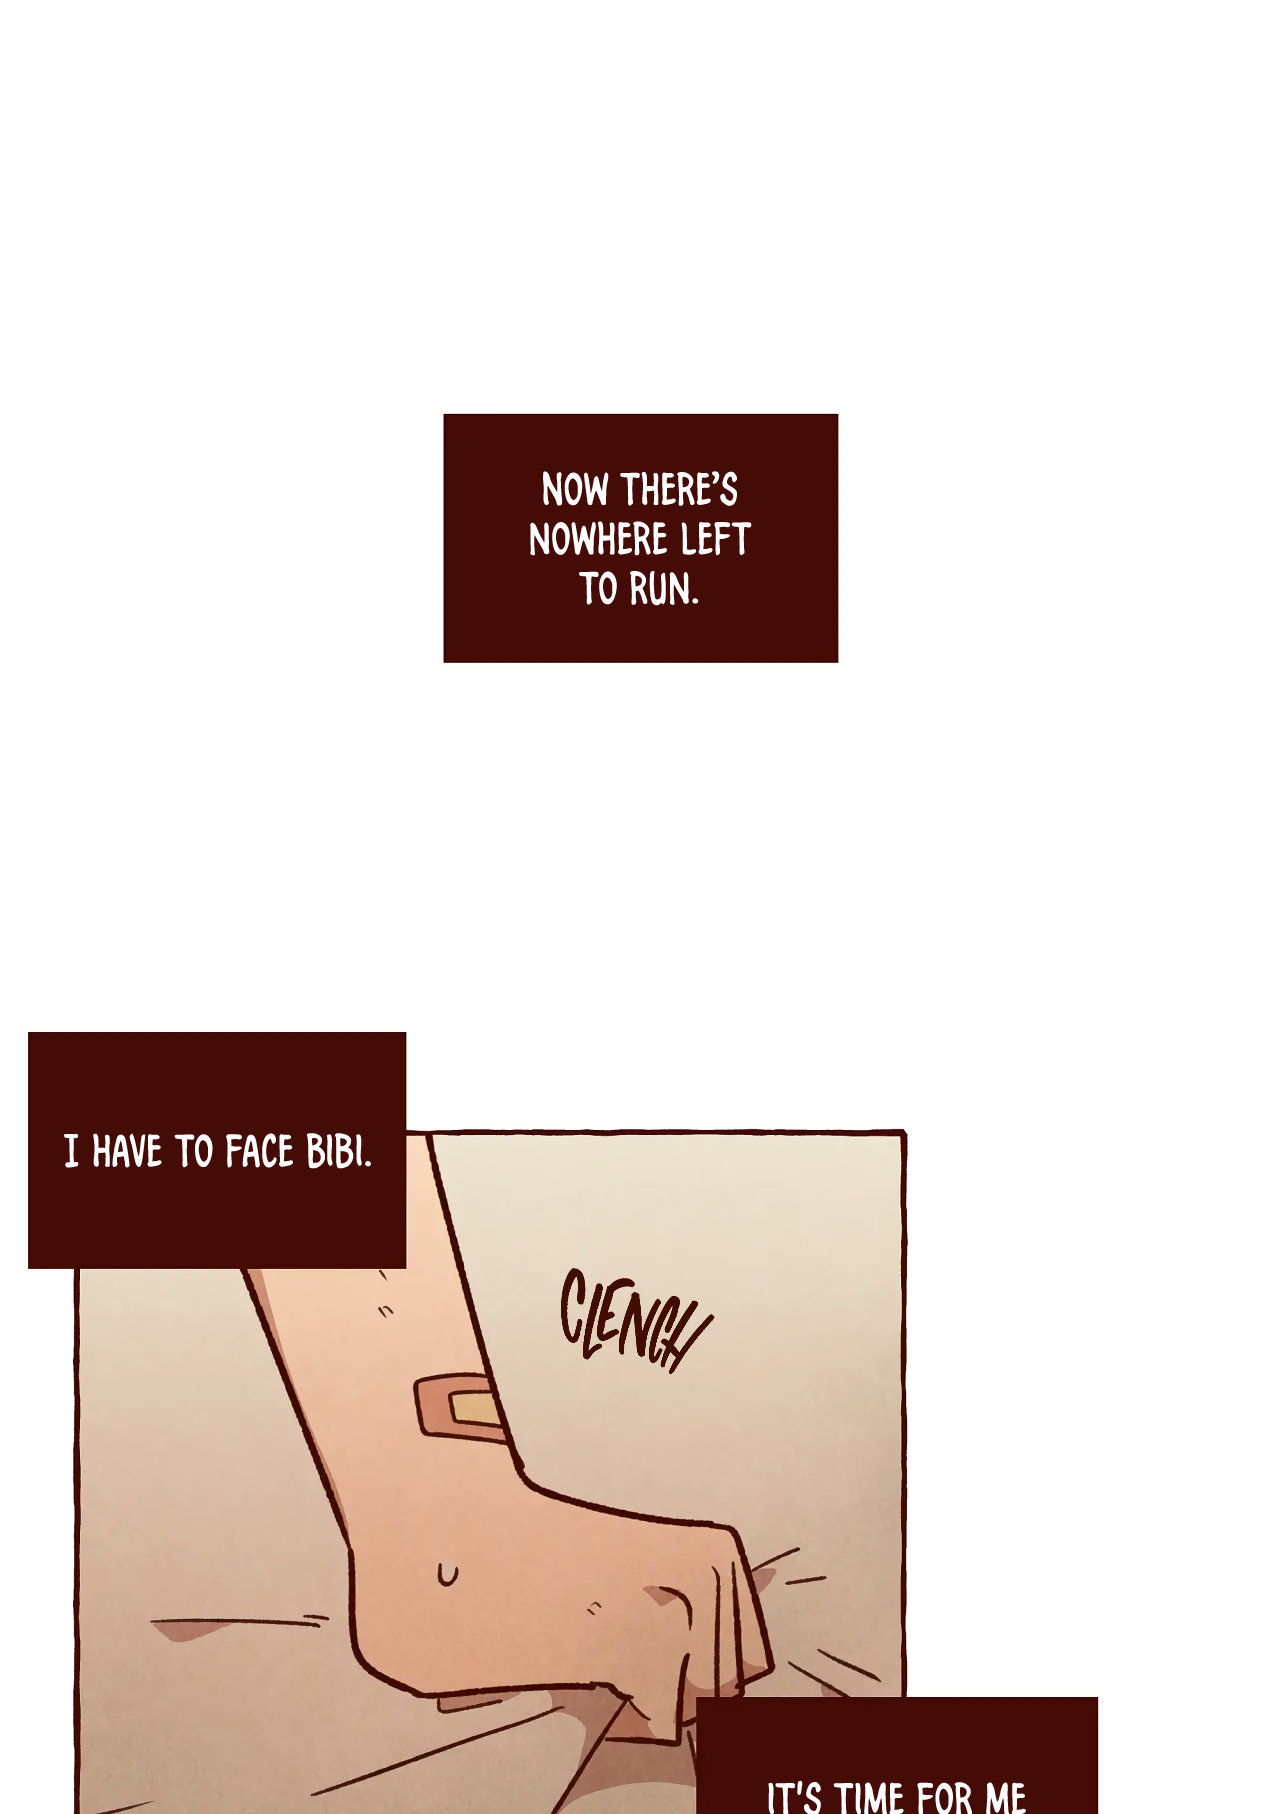 NOW THERE'S
NOWHERE LEFT
TO RUN.
I HAVE TO FACE BIBI.
CLENCH
IT'S TIME FOR ME